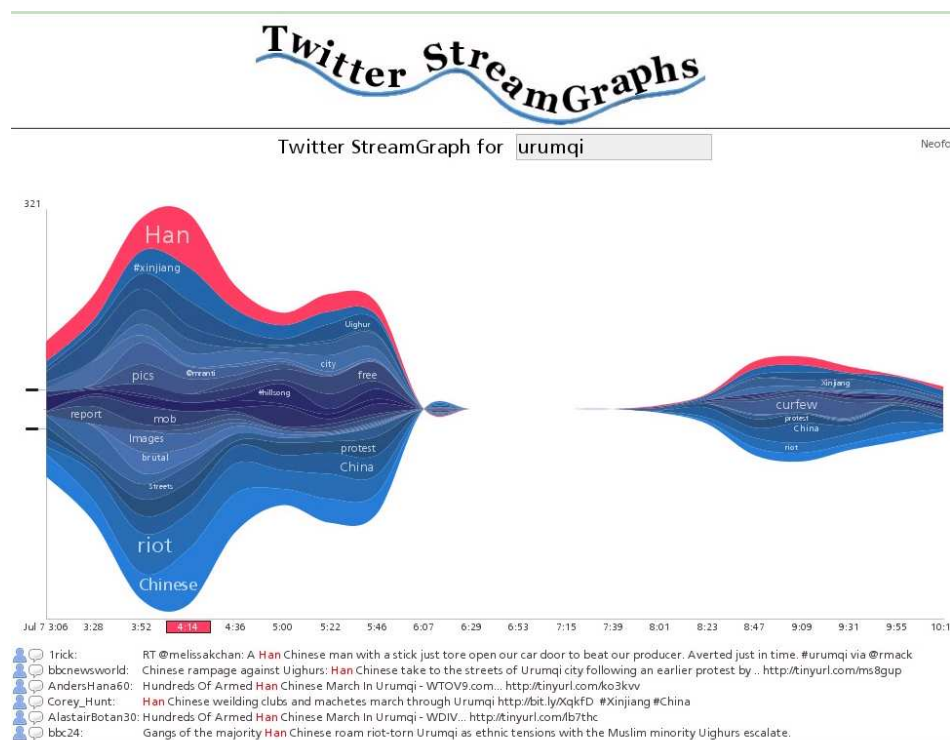 Twitter StreamGraphs
Twitter StreamGraph for urumqi
Neofo
321
Han
#xinjiang
Uighur
city
pics @mranti free
#hillsong
Xinjiang
curfew
report mob
protest
China
Images
protest
riot
brutal
China
Streets
riot
Chinese
Jul 7 3:06 3:28 3:52 4:14 4:36 5:00 5:22 5:46 6:07 6:29 6:53 7:15 7:39 8:01 8:23 8:47 9:09 9:31 9:55 10:1
1rick: RT @melissakchan: A Han Chinese man with a stick just tore open our car door to beat our producer. Averted just in time. #urumqi via @rmack
bbcnewsworld: Chinese rampage against Uighurs: Han Chinese take to the streets of Urumqi city following an earlier protest by .. http://tinyurl.com/ms8gup
AndersHana60: Hundreds Of Armed Han Chinese March In Urumqi - WTOV9.com... http://tinyurl.com/ko3kvv
Corey_Hunt: Han Chinese weilding clubs and machetes march through Urumqi http://bit.ly/XqkfD #Xinjiang #China
AlastairBotan30: Hundreds Of Armed Han Chinese March In Urumqi - WDIV... http://tinyurl.com/lb7thc
bbc24: Gangs of the majority Han Chinese roam riot-torn Urumqi as ethnic tensions with the Muslim minority Uighurs escalate.